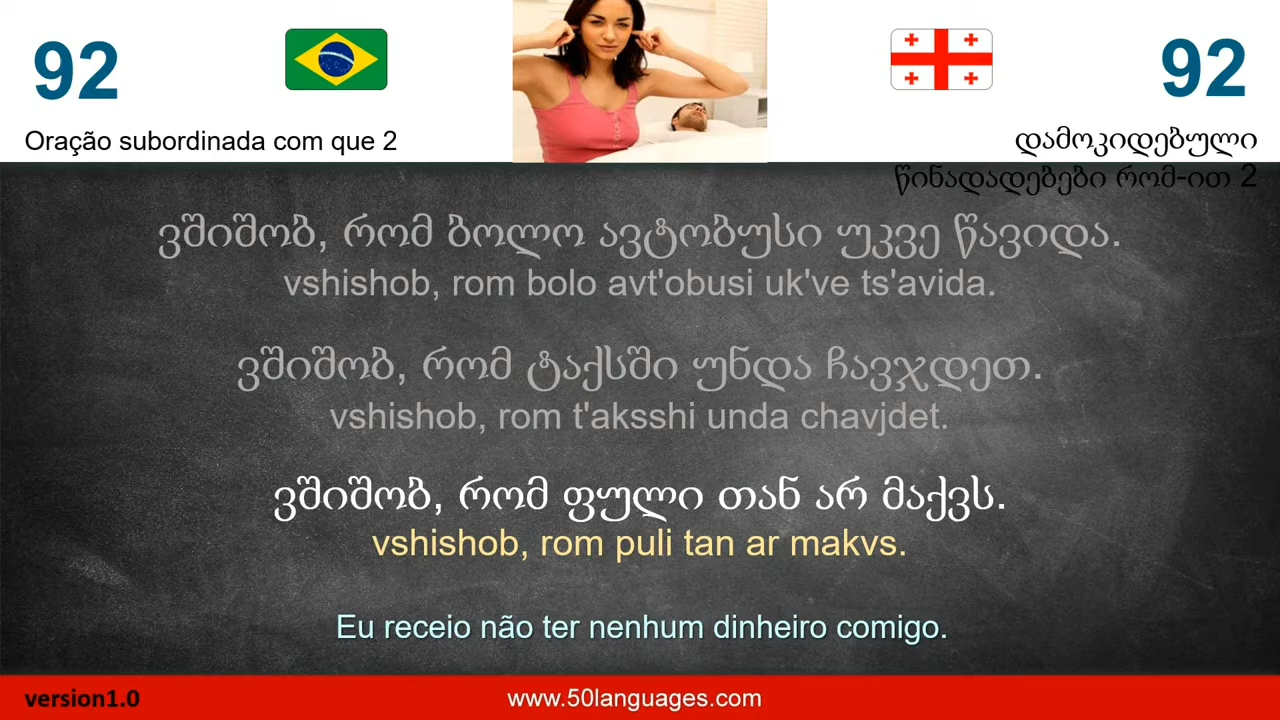 92
92
Oração subordinada com que 2
დამოკიდებული
წინადადებები რომ-ით 2
ვშიშობ, რომ ბოლო ავტობუსი უკვე წავიდა.
vshishob, rom bolo avt'obusi uk've ts'avida.
ვშიშობ, რომ ტაქსში უნდა ჩავჯდეთ.
vshishob, rom t'aksshi unda chavjdet.
ვშიშობ, რომ ფული თან არ მაქვს.
vshishob, rom puli tan ar makvs.
Eu receio não ter nenhum dinheiro comigo.
version1.0
www.50languages.com